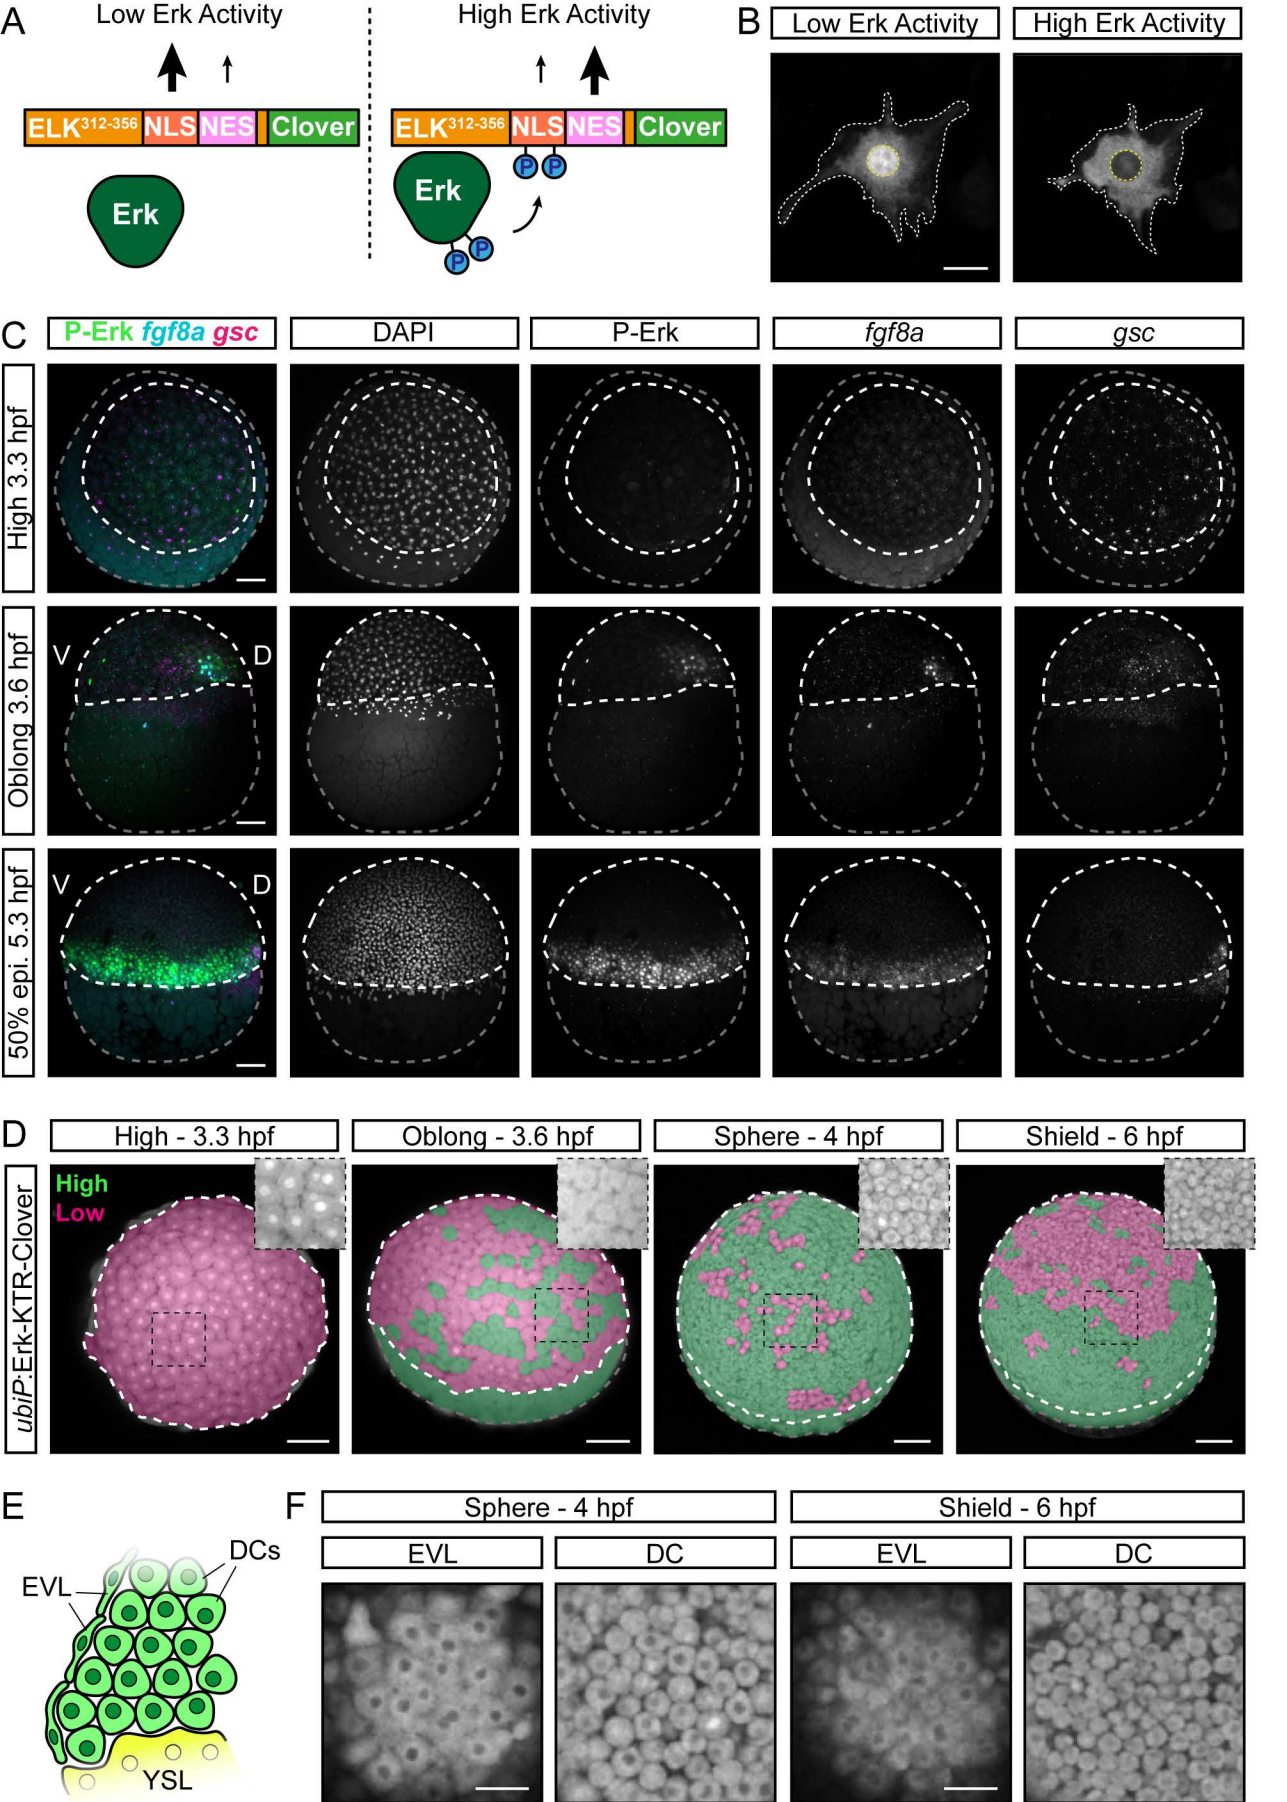 A
Low Erk Activity
High Erk Activity
ELK312-356 NLS NES Clover
ELK312-356 NLS NES Clover
P P
Erk
Erk
P P
B
Low Erk Activity
High Erk Activity
C
P-Erk fgf8a gsc
DAPI
P-Erk
fgf8a
gsc
High 3.3 hpf
Oblong 3.6 hpf
V D
50% epi. 5.3 hpf
V D
D
High - 3.3 hpf
Oblong - 3.6 hpf
Sphere - 4 hpf
Shield - 6 hpf
ubiP:Erk-KTR-Clover
High
Low
E
DCs
EVL
YSL
F
Sphere - 4 hpf
Shield - 6 hpf
EVL
DC
EVL
DC